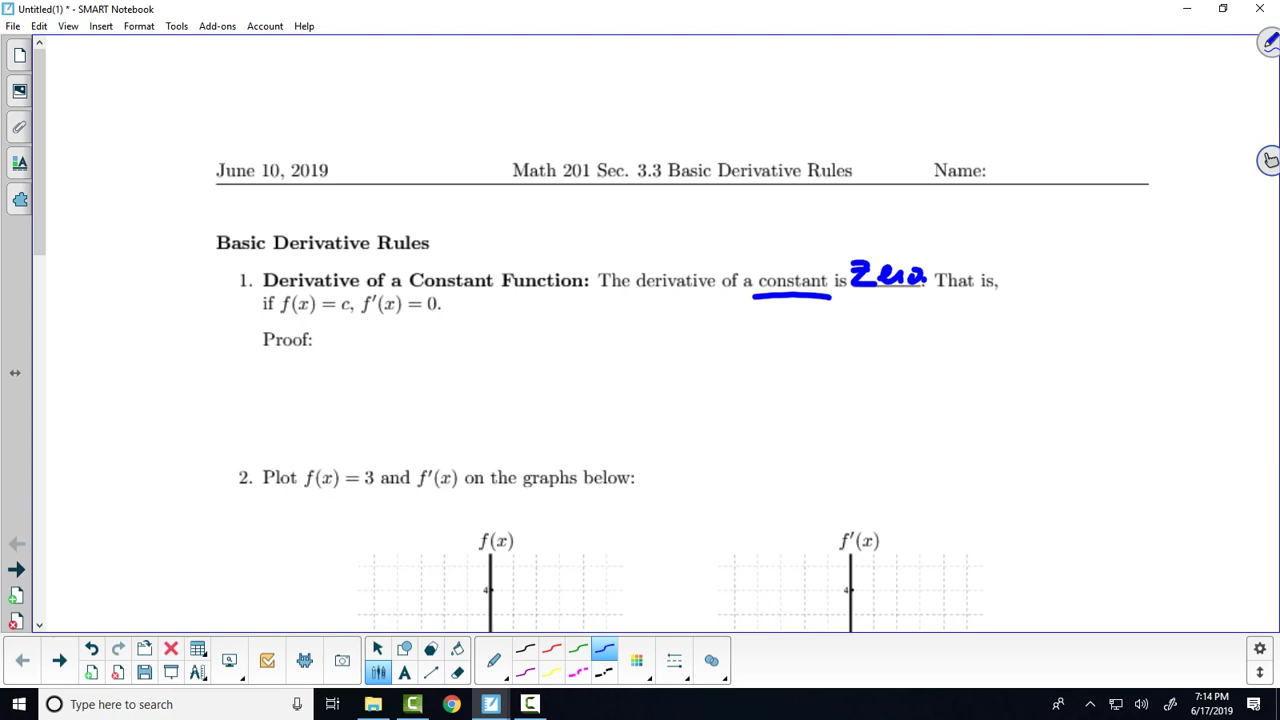 Untitled(1) * - SMART Notebook
File Edit View Insert Format Tools Add-ons Account Help
June 10, 2019 Math 201 Sec. 3.3 Basic Derivative Rules Name:
Basic Derivative Rules
1. Derivative of a Constant Function: The derivative of a constant is zero. That is,
if f(x) = c, f′(x) = 0.
Proof:
2. Plot f(x) = 3 and f′(x) on the graphs below:
f(x) f′(x)
4 4
Type here to search
7:14 PM
6/17/2019